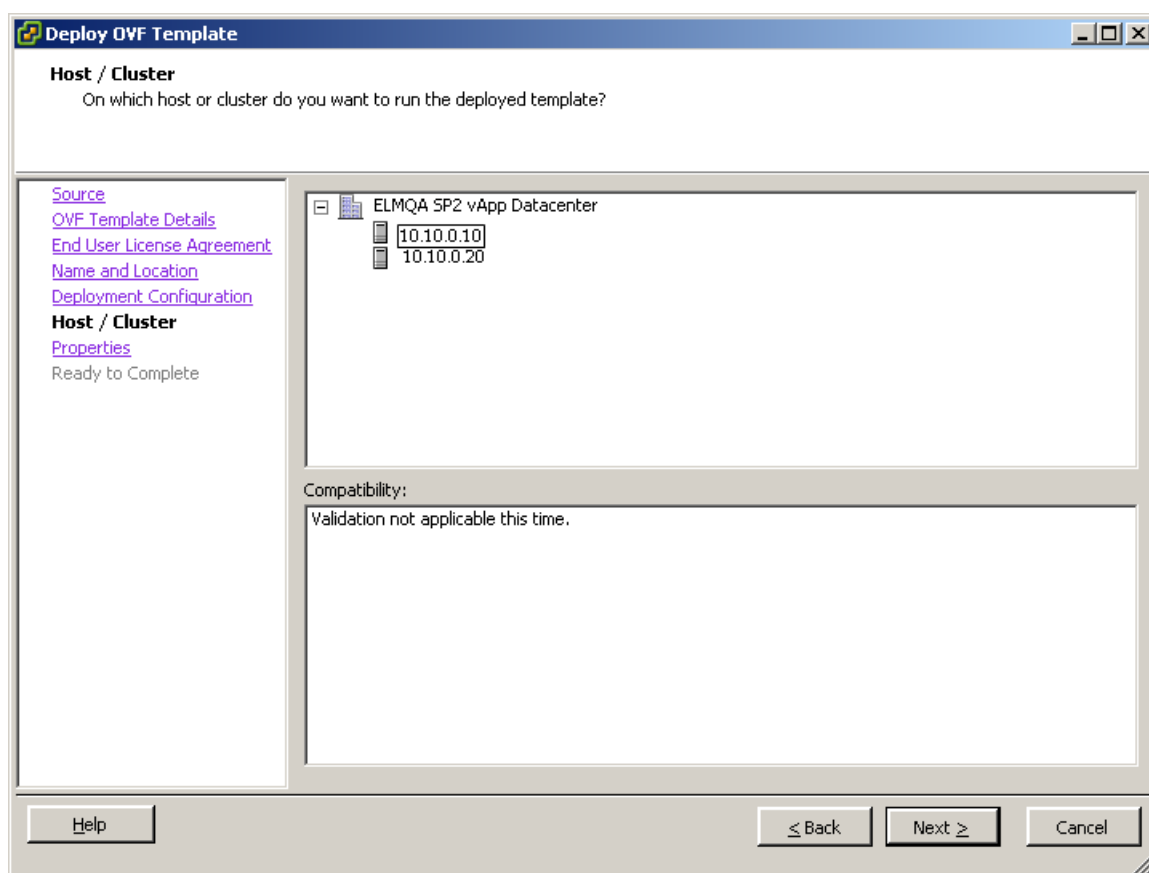 Deploy OVF Template
Host / Cluster
On which host or cluster do you want to run the deployed template?
Source
OVF Template Details
End User License Agreement
Name and Location
Deployment Configuration
Host / Cluster
Properties
Ready to Complete
ELMQA SP2 vApp Datacenter
10.10.0.10
10.10.0.20
Compatibility:
Validation not applicable this time.
Help
≤ Back
Next ≥
Cancel